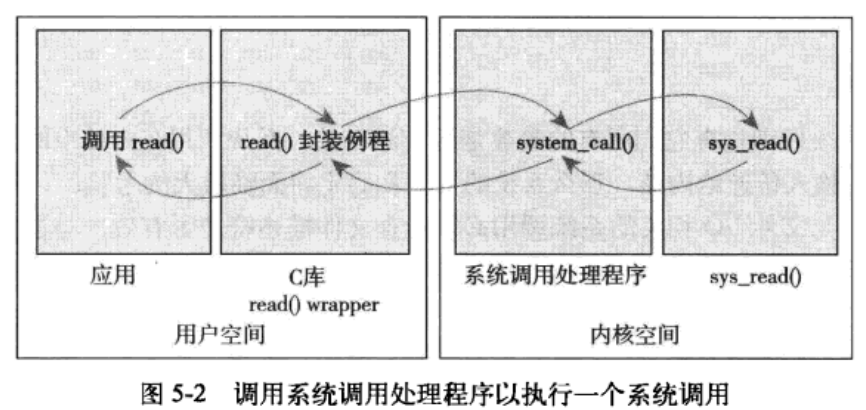 调用 read()
read() 封装例程
system_call()
sys_read()
应用
C库
read() wrapper
系统调用处理程序
sys_read()
用户空间
内核空间
图 5-2 调用系统调用处理程序以执行一个系统调用